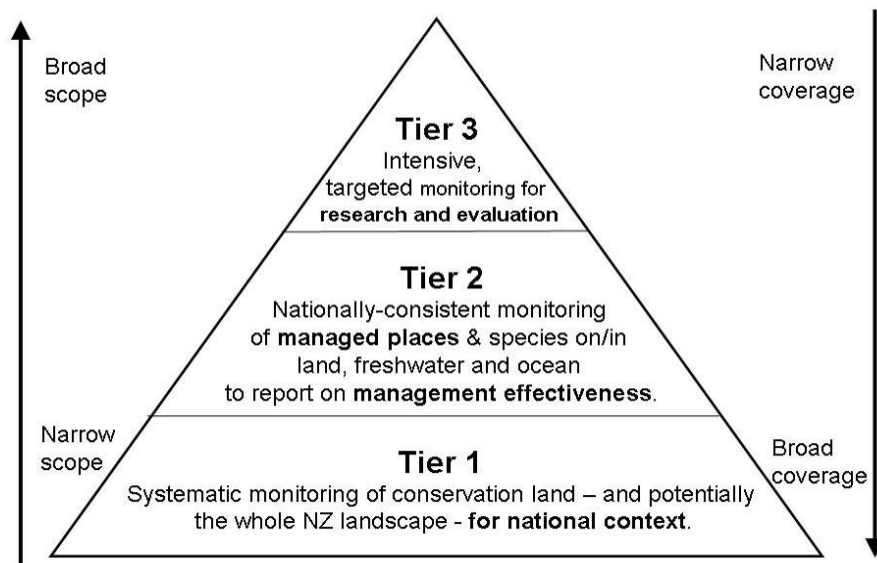 Broad
scope
Narrow
coverage
Tier 3
Intensive,
targeted monitoring for
research and evaluation
Tier 2
Nationally-consistent monitoring
of managed places & species on/in
land, freshwater and ocean
to report on management effectiveness.
Narrow
scope
Broad
coverage
Tier 1
Systematic monitoring of conservation land – and potentially
the whole NZ landscape - for national context.